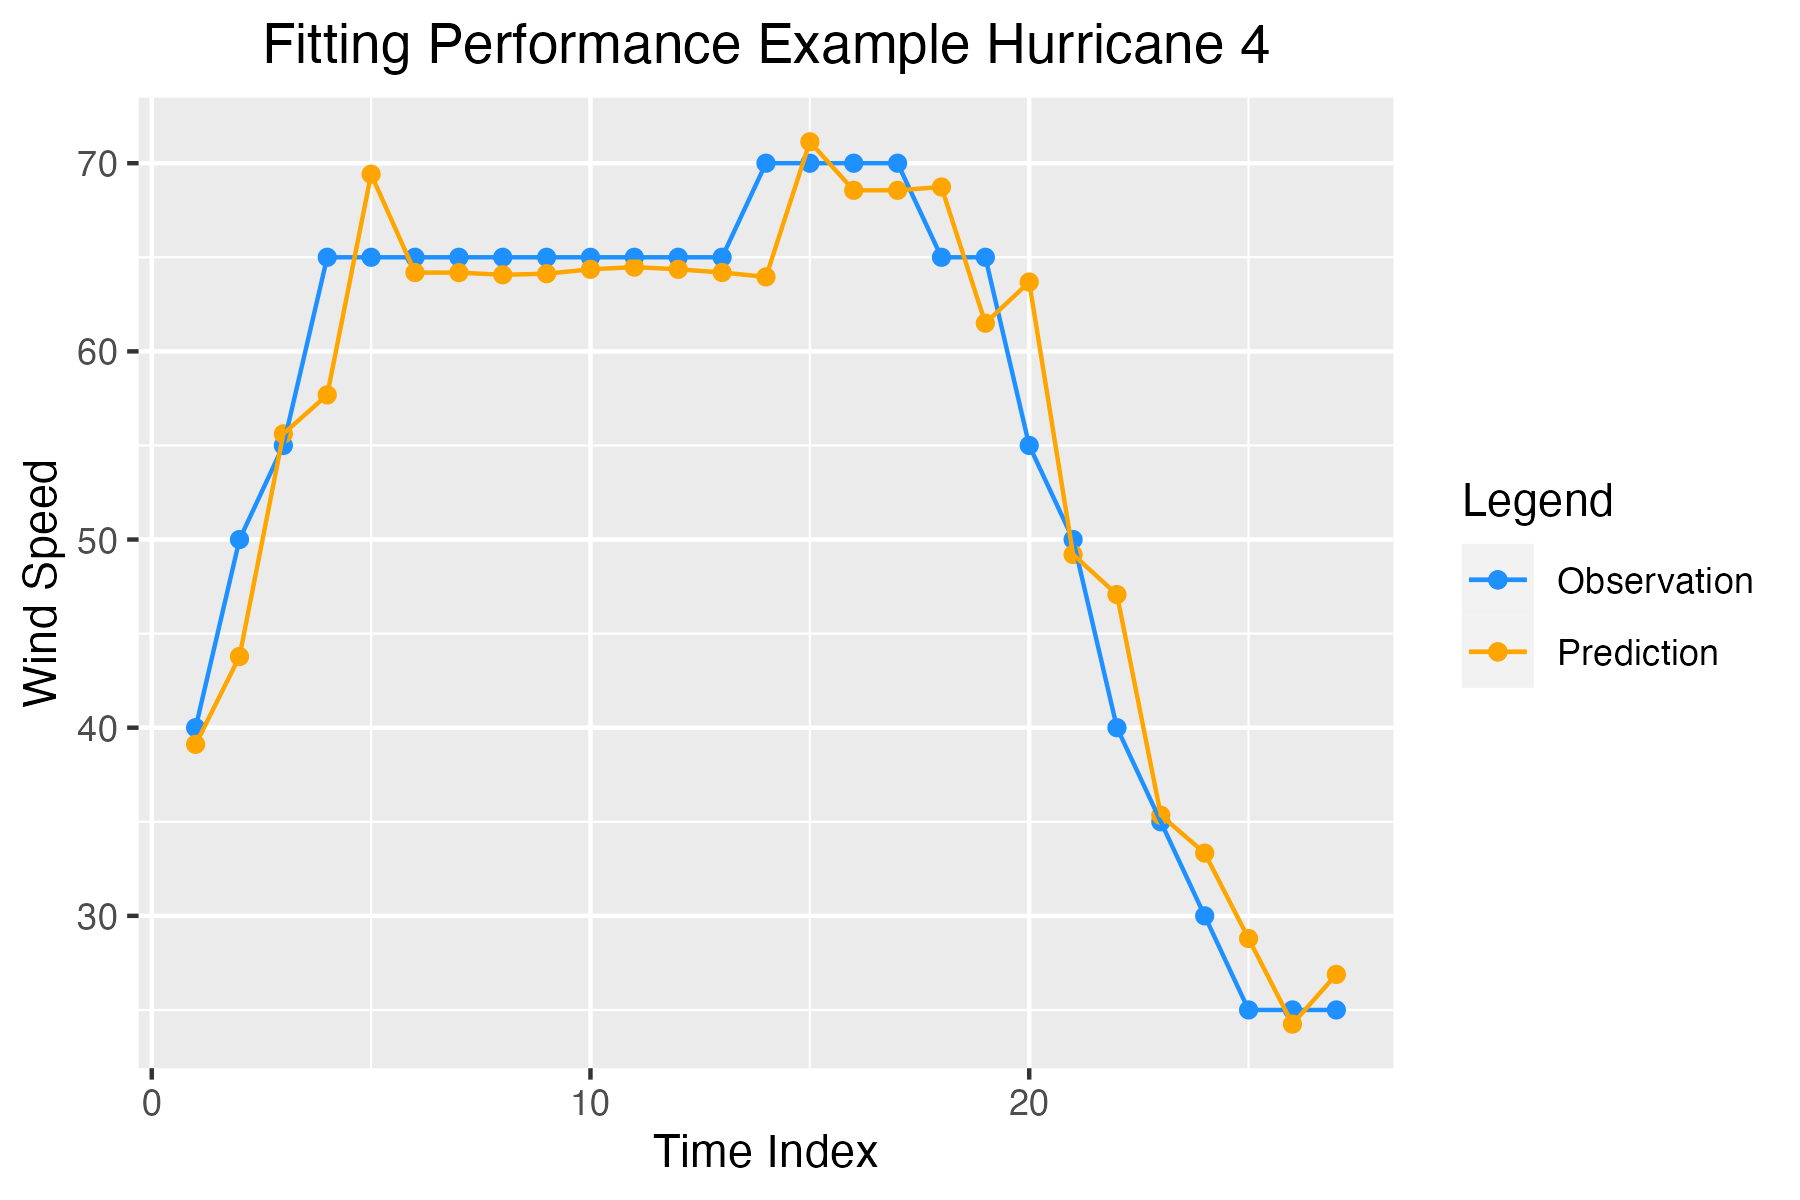 Fitting Performance Example Hurricane 4
70
60
50
40
30
Wind Speed
0 10 20
Time Index
Legend
Observation
Prediction